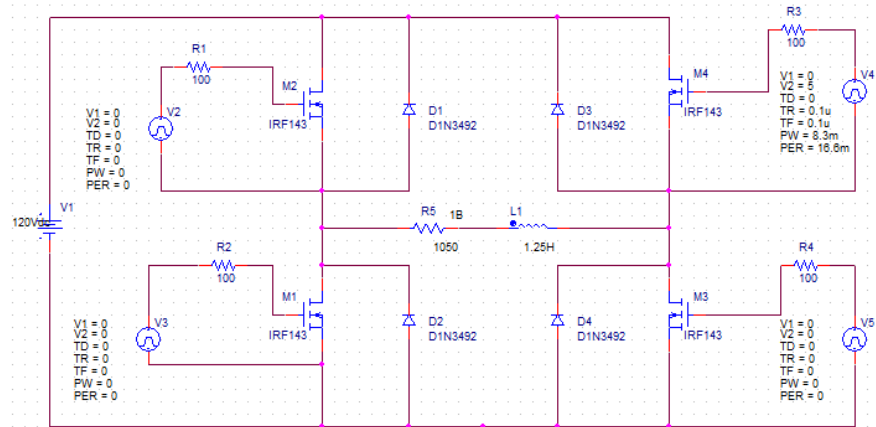 R1
100
M2
IRF143
V2
V1 = 0
V2 = 0
TD = 0
TR = 0
TF = 0
PW = 0
PER = 0
D1
D1N3492
D3
D1N3492
M4
IRF143
R3
100
V4
V1 = 0
V2 = 5
TD = 0
TR = 0.1u
TF = 0.1u
PW = 8.3m
PER = 16.6m
V1
120Vdc
R5
1B
1050
L1
1.25H
R2
100
M1
IRF143
V3
V1 = 0
V2 = 0
TD = 0
TR = 0
TF = 0
PW = 0
PER = 0
D2
D1N3492
D4
D1N3492
M3
IRF143
R4
100
V5
V1 = 0
V2 = 0
TD = 0
TR = 0
TF = 0
PW = 0
PER = 0